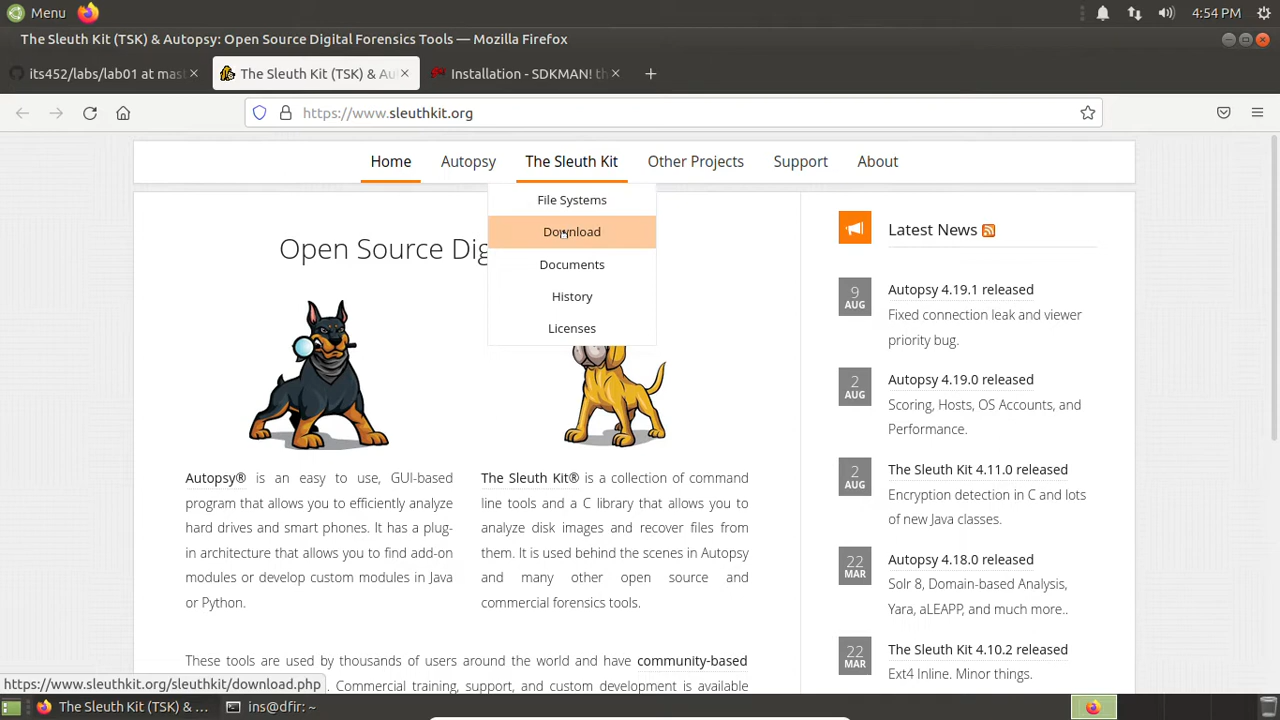 Menu
4:54 PM
The Sleuth Kit (TSK) & Autopsy: Open Source Digital Forensics Tools — Mozilla Firefox
its452/labs/lab01 at mas
The Sleuth Kit (TSK) & Au
Installation - SDKMAN! th
https://www.sleuthkit.org
Home
Autopsy
The Sleuth Kit
Other Projects
Support
About
File Systems
Download
Documents
History
Licenses
Open Source Dig
Autopsy® is an easy to use, GUI-based
program that allows you to efficiently analyze
hard drives and smart phones. It has a plug-
in architecture that allows you to find add-on
modules or develop custom modules in Java
or Python.
The Sleuth Kit® is a collection of command
line tools and a C library that allows you to
analyze disk images and recover files from
them. It is used behind the scenes in Autopsy
and many other open source and
commercial forensics tools.
These tools are used by thousands of users around the world and have community-based
. Commercial training, support, and custom development is available
Latest News
9
AUG
Autopsy 4.19.1 released
Fixed connection leak and viewer
priority bug.
2
AUG
Autopsy 4.19.0 released
Scoring, Hosts, OS Accounts, and
Performance.
2
AUG
The Sleuth Kit 4.11.0 released
Encryption detection in C and lots
of new Java classes.
22
MAR
Autopsy 4.18.0 released
Solr 8, Domain-based Analysis,
Yara, aLEAPP, and much more..
22
MAR
The Sleuth Kit 4.10.2 released
Ext4 Inline. Minor things.
https://www.sleuthkit.org/sleuthkit/download.php
The Sleuth Kit (TSK) & ...
ins@dfir: ~